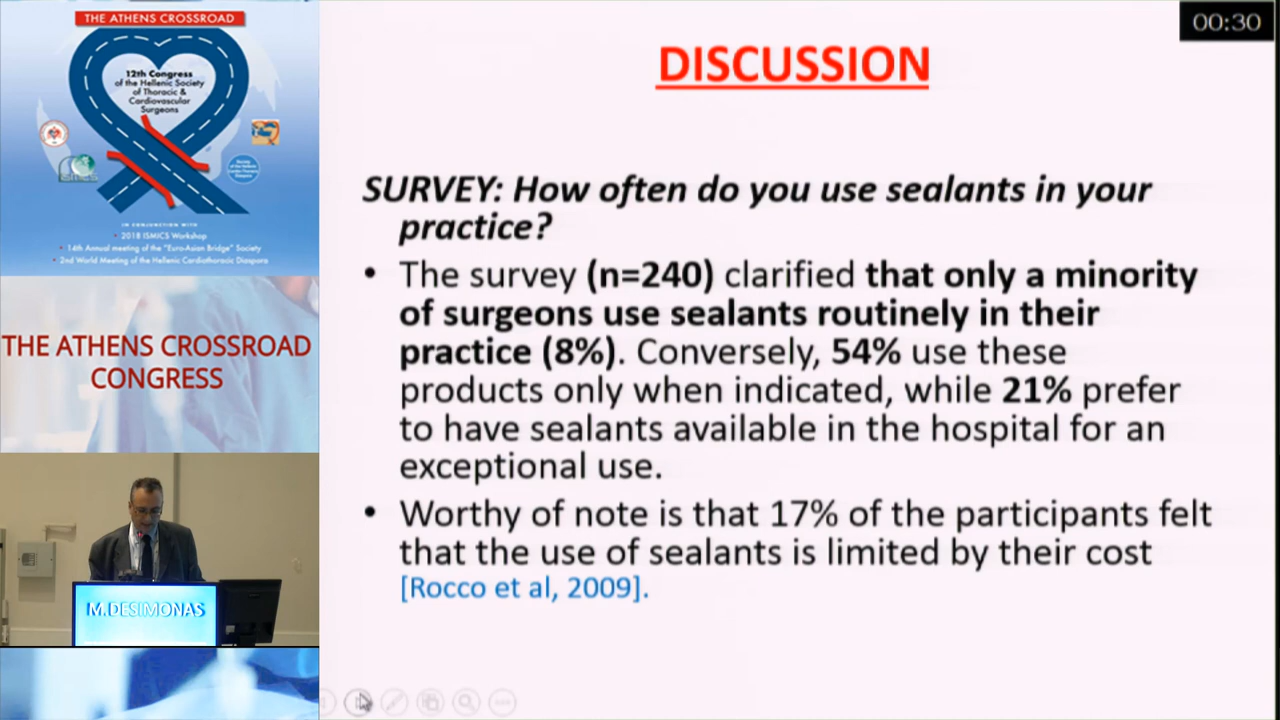 THE ATHENS CROSSROAD
12th Congress
of the Hellenic Society
of Thoracic &
Cardiovascular
Surgeons
IN CONJUNCTION WITH
• 2018 ISMICS Workshop
• 14th Annual meeting of the "Euro-Asian Bridge" Society
• 2nd World Meeting of the Hellenic Cardiothoracic Diaspora
THE ATHENS CROSSROAD
CONGRESS
M.DESIMONAS
00:30
DISCUSSION
SURVEY: How often do you use sealants in your
practice?
• The survey (n=240) clarified that only a minority
of surgeons use sealants routinely in their
practice (8%). Conversely, 54% use these
products only when indicated, while 21% prefer
to have sealants available in the hospital for an
exceptional use.
• Worthy of note is that 17% of the participants felt
that the use of sealants is limited by their cost
[Rocco et al, 2009].